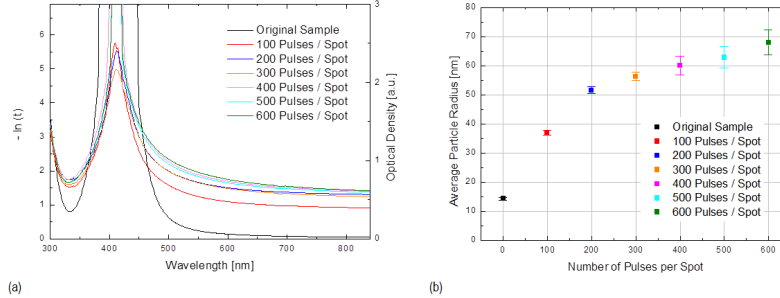 6
5
4
3
2
1
0
- ln (t)
300 400 500 600 700 800
Wavelength [nm]
3
2
1
0
Optical Density [a.u.]
Original Sample
100 Pulses / Spot
200 Pulses / Spot
300 Pulses / Spot
400 Pulses / Spot
500 Pulses / Spot
600 Pulses / Spot
(a)
80
70
60
50
40
30
20
10
0
Average Particle Radius [nm]
Original Sample
100 Pulses / Spot
200 Pulses / Spot
300 Pulses / Spot
400 Pulses / Spot
500 Pulses / Spot
600 Pulses / Spot
0 100 200 300 400 500 600
Number of Pulses per Spot
(b)